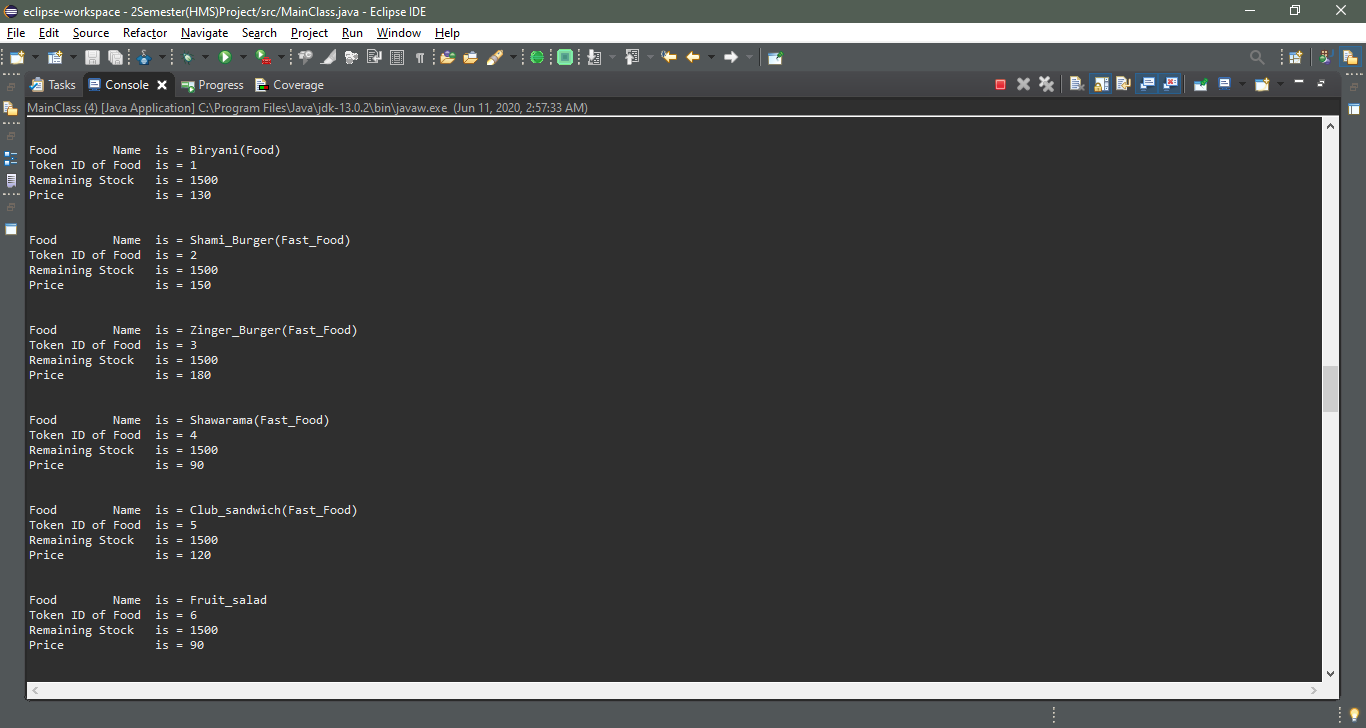 eclipse-workspace - 2Semester(HMS)Project/src/MainClass.java - Eclipse IDE
File Edit Source Refactor Navigate Search Project Run Window Help
Tasks Console Progress Coverage
MainClass (4) [Java Application] C:\Program Files\Java\jdk-13.0.2\bin\javaw.exe (Jun 11, 2020, 2:57:33 AM)
Food        Name  is = Biryani(Food)
Token ID of Food  is = 1
Remaining Stock   is = 1500
Price             is = 130
Food        Name  is = Shami_Burger(Fast_Food)
Token ID of Food  is = 2
Remaining Stock   is = 1500
Price             is = 150
Food        Name  is = Zinger_Burger(Fast_Food)
Token ID of Food  is = 3
Remaining Stock   is = 1500
Price             is = 180
Food        Name  is = Shawarama(Fast_Food)
Token ID of Food  is = 4
Remaining Stock   is = 1500
Price             is = 90
Food        Name  is = Club_sandwich(Fast_Food)
Token ID of Food  is = 5
Remaining Stock   is = 1500
Price             is = 120
Food        Name  is = Fruit_salad
Token ID of Food  is = 6
Remaining Stock   is = 1500
Price             is = 90